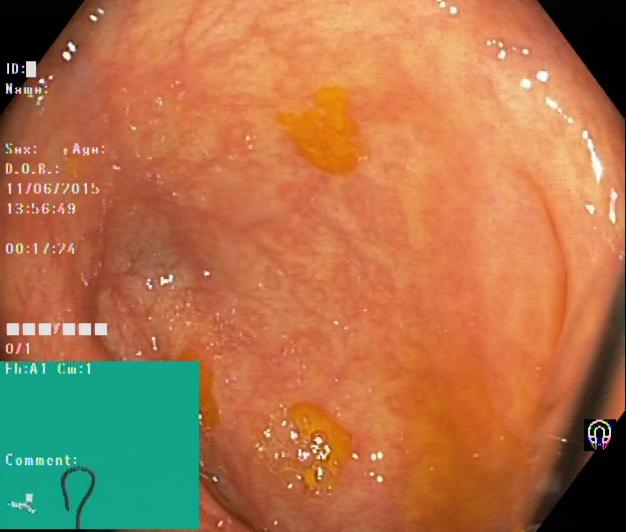 ID:
Name:
Sex: Age:
D.O.B.:
11/06/2015
13:56:49
00:17:24
0/1
Eh:A1 Cm:1
Comment: